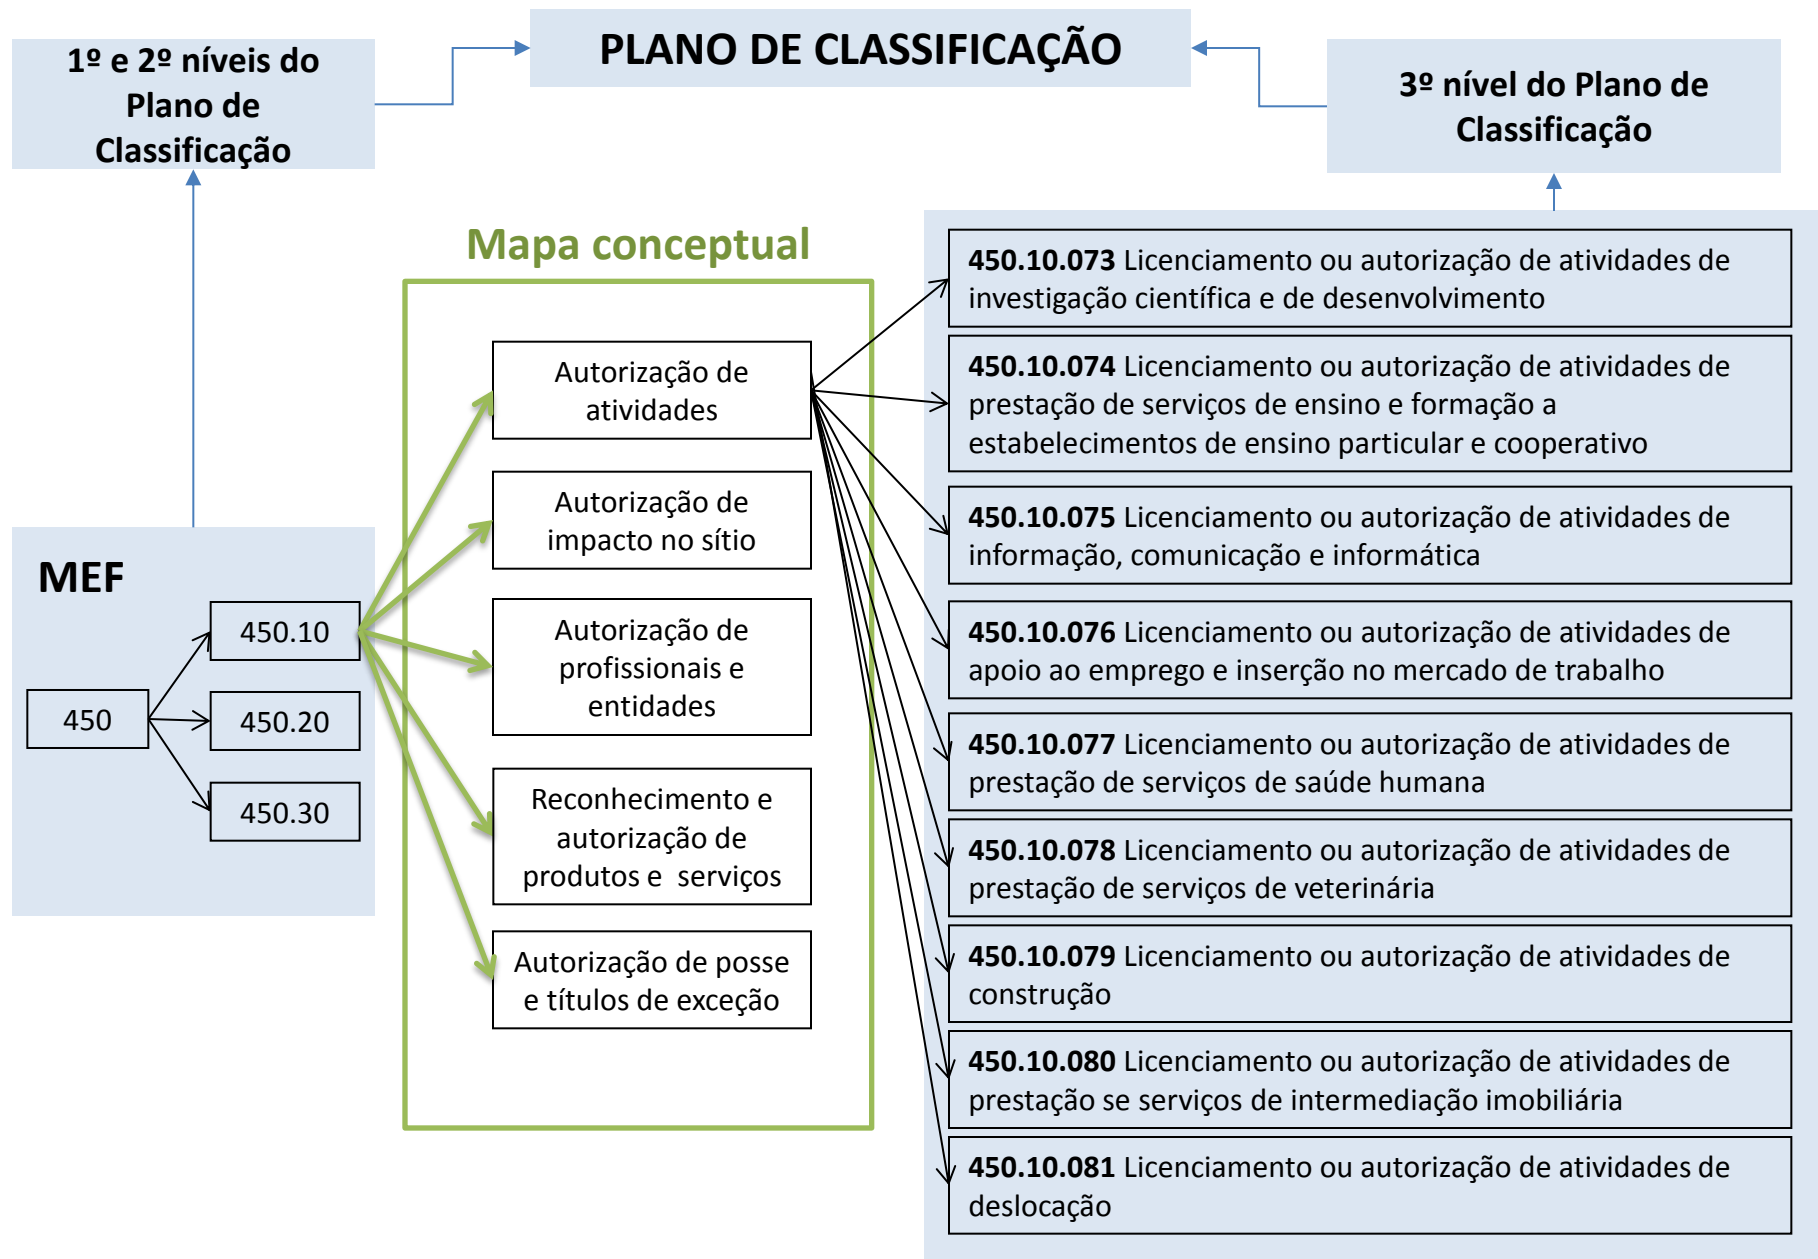 PLANO DE CLASSIFICAÇÃO
1º e 2º níveis do
Plano de
Classificação
3º nível do Plano de
Classificação
MEF
450
450.10
450.20
450.30
Mapa conceptual
Autorização de
atividades
Autorização de
impacto no sítio
Autorização de
profissionais e
entidades
Reconhecimento e
autorização de
produtos e serviços
Autorização de posse
e títulos de exceção
450.10.073 Licenciamento ou autorização de atividades de
investigação científica e de desenvolvimento
450.10.074 Licenciamento ou autorização de atividades de
prestação de serviços de ensino e formação a
estabelecimentos de ensino particular e cooperativo
450.10.075 Licenciamento ou autorização de atividades de
informação, comunicação e informática
450.10.076 Licenciamento ou autorização de atividades de
apoio ao emprego e inserção no mercado de trabalho
450.10.077 Licenciamento ou autorização de atividades de
prestação de serviços de saúde humana
450.10.078 Licenciamento ou autorização de atividades de
prestação de serviços de veterinária
450.10.079 Licenciamento ou autorização de atividades de
construção
450.10.080 Licenciamento ou autorização de atividades de
prestação se serviços de intermediação imobiliária
450.10.081 Licenciamento ou autorização de atividades de
deslocação